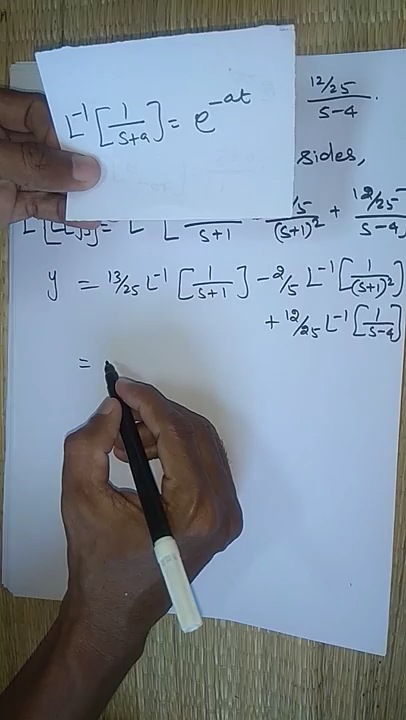 L⁻¹[1/(s+a)] = e^(-at)
(12/25)/(s-4).
sides,
s+1 (s+1)² + (12/25)/(s-4)
y = 13/25 L⁻¹[1/(s+1)] - 2/5 L⁻¹[1/(s+1)²]
+ 12/25 L⁻¹[1/(s-4)]
=